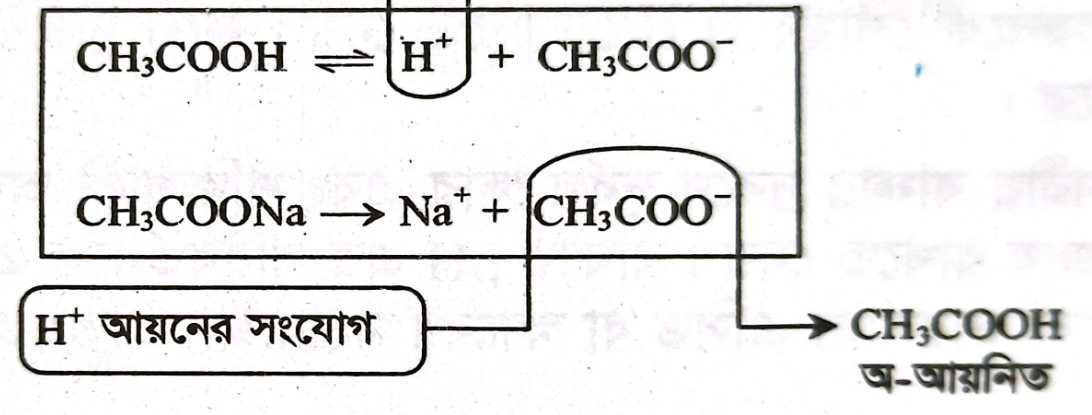 CH₃COOH ⇌ H⁺ + CH₃COO⁻
CH₃COONa → Na⁺ + CH₃COO⁻
H⁺ আয়নের সংযোগ → CH₃COOH
অ-আয়নিত